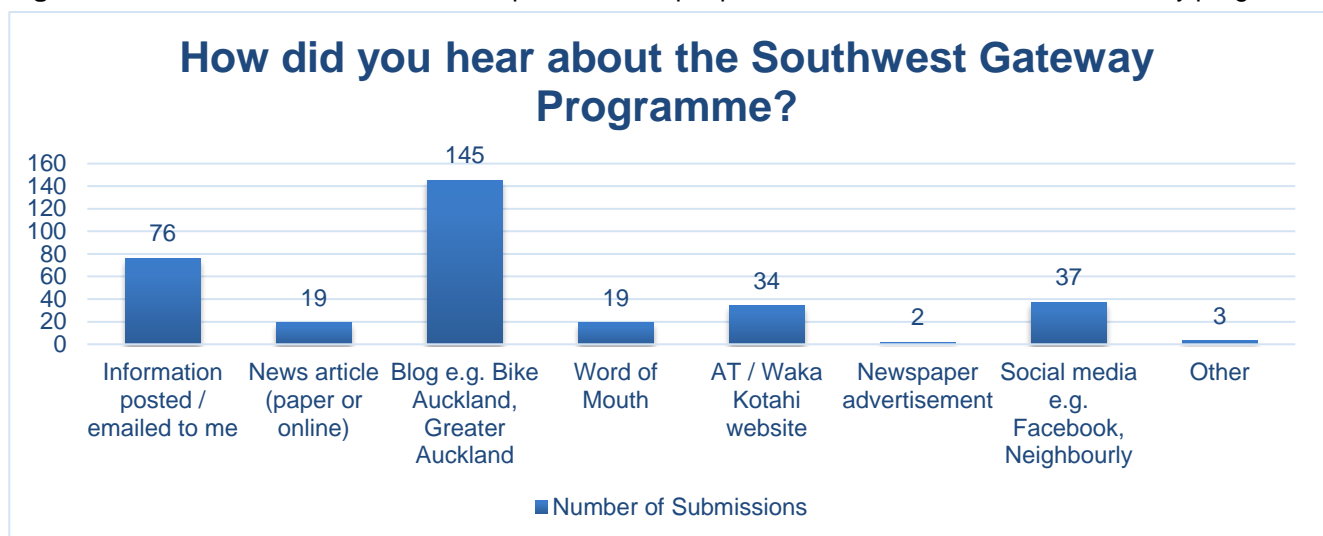 How did you hear about the Southwest Gateway
Programme?
160
140
120
100
80
60
40
20
0
76
19
145
19
34
2
37
3
Information
posted /
emailed to me
News article
(paper or
online)
Blog e.g. Bike
Auckland,
Greater
Auckland
Word of
Mouth
AT / Waka
Kotahi
website
Newspaper
advertisement
Social media
e.g.
Facebook,
Neighbourly
Other
Number of Submissions